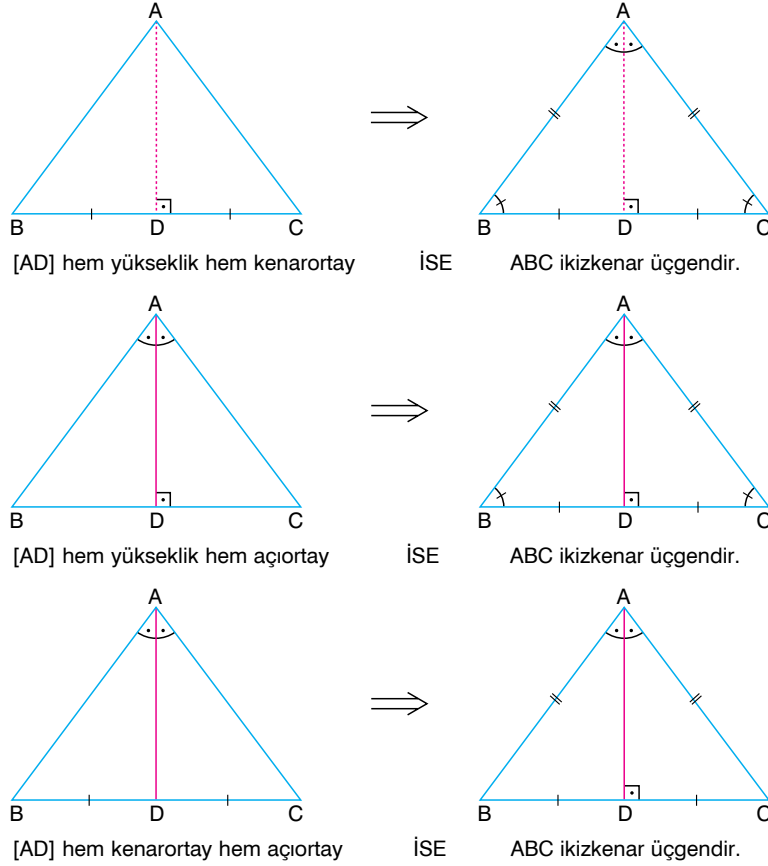 A A
B D C B D C
[AD] hem yükseklik hem kenarortay İSE ABC ikizkenar üçgendir.
A A
B D C B D C
[AD] hem yükseklik hem açıortay İSE ABC ikizkenar üçgendir.
A A
B D C B D C
[AD] hem kenarortay hem açıortay İSE ABC ikizkenar üçgendir.